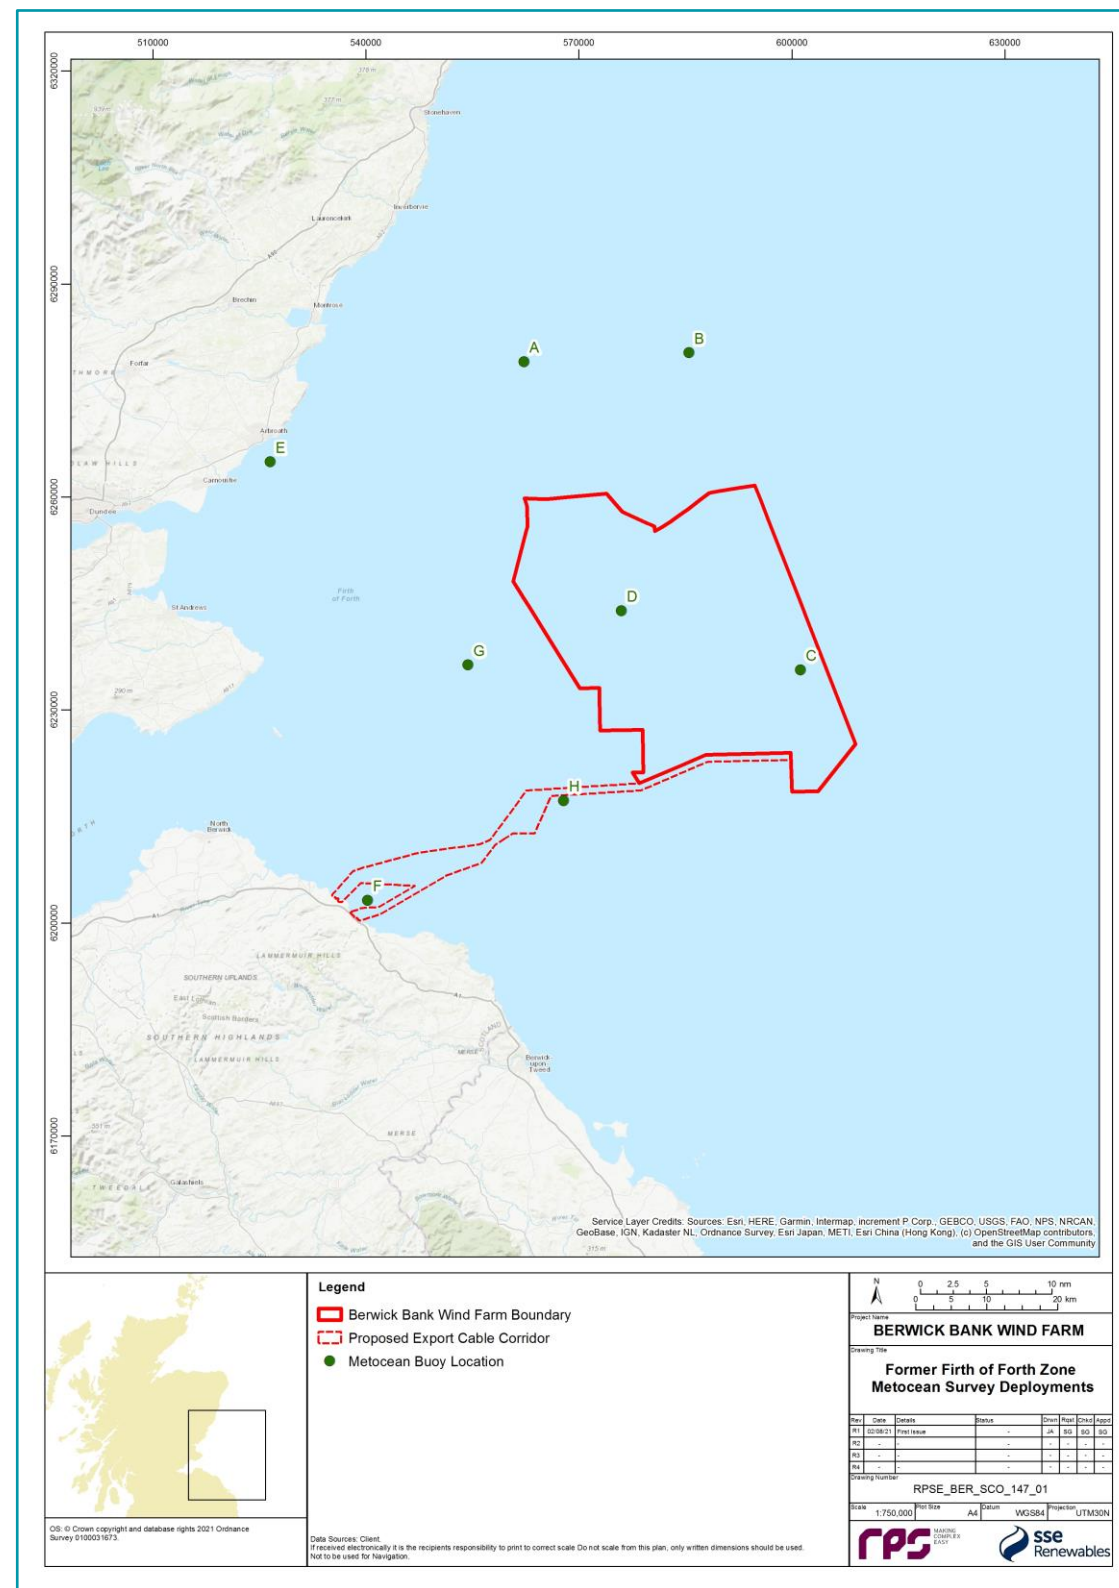 510000 540000 570000 600000 630000
6320000
6290000
6260000
6230000
6200000
6170000
Stonehaven
Inverbervie
Laurencekirk
Brechin
Montrose
Forfar
Arbroath
Carnoustie
Dundee
St Andrews
Firth
of Forth
290 m
North
Berwick
A1
LAMMERMUIR HILLS
SOUTHERN UPLANDS
Scottish Borders
SOUTHERN HIGHLANDS
LAMMERMUIR HILLS
SCOTLAND
MERSE
Berwick
upon
Tweed
MERSE
Galashiels
TWEEDALE
315 m
A
B
E
D
G
C
H
F
Service Layer Credits: Sources: Esri, HERE, Garmin, Intermap, increment P Corp., GEBCO, USGS, FAO, NPS, NRCAN,
GeoBase, IGN, Kadaster NL, Ordnance Survey, Esri Japan, METI, Esri China (Hong Kong), (c) OpenStreetMap contributors,
and the GIS User Community
OS: © Crown copyright and database rights 2021 Ordnance
Survey 0100031673.
Legend
Berwick Bank Wind Farm Boundary
Proposed Export Cable Corridor
Metocean Buoy Location
Data Sources: Client.
If received electronically it is the recipients responsibility to print to correct scale Do not scale from this plan, only written dimensions should be used.
Not to be used for Navigation.
N
0 2.5 5 10 nm
0 5 10 20 km
Project Name
BERWICK BANK WIND FARM
Drawing Title
Former Firth of Forth Zone
Metocean Survey Deployments
Rev Date Details Status Drwn Rqst Chkd Appd
R1 02/08/21 First Issue - JA SG SG SG
R2 - - - - - - -
R3 - - - - - - -
R4 - - - - - - -
Drawing Number
RPSE_BER_SCO_147_01
Scale 1:750,000 Plot Size A4 Datum WGS84 Projection UTM30N
rps MAKING
COMPLEX
EASY
sse
Renewables